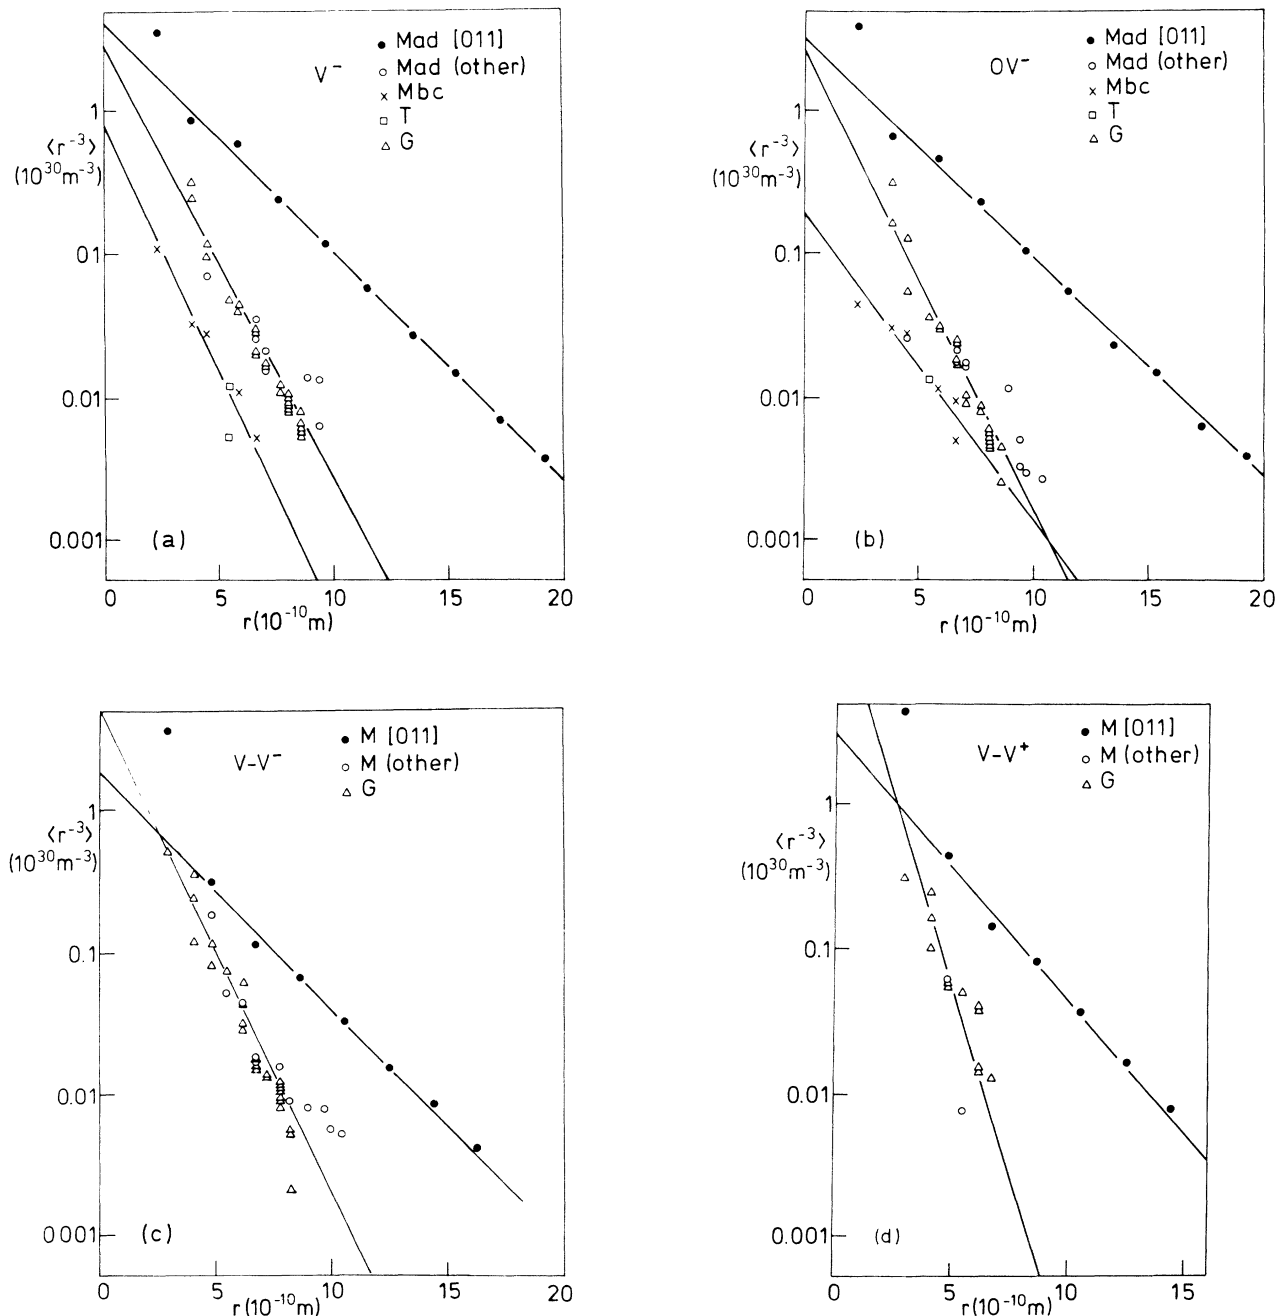 V⁻
● Mad [011]
○ Mad (other)
× Mbc
□ T
△ G
1
⟨r⁻³⟩
(10³⁰m⁻³)
0.1
0.01
0.001
(a)
0 5 10 15 20
r(10⁻¹⁰m)
OV⁻
● Mad [011]
○ Mad (other)
× Mbc
□ T
△ G
1
⟨r⁻³⟩
(10³⁰m⁻³)
0.1
0.01
0.001
(b)
0 5 10 15 20
r(10⁻¹⁰m)
V-V⁻
● M [011]
○ M (other)
△ G
1
⟨r⁻³⟩
(10³⁰m⁻³)
0.1
0.01
0.001
(c)
0 5 10 15 20
r(10⁻¹⁰m)
V-V⁺
● M [011]
○ M (other)
△ G
1
⟨r⁻³⟩
(10³⁰m⁻³)
0.1
0.01
0.001
(d)
0 5 10 15
r(10⁻¹⁰m)